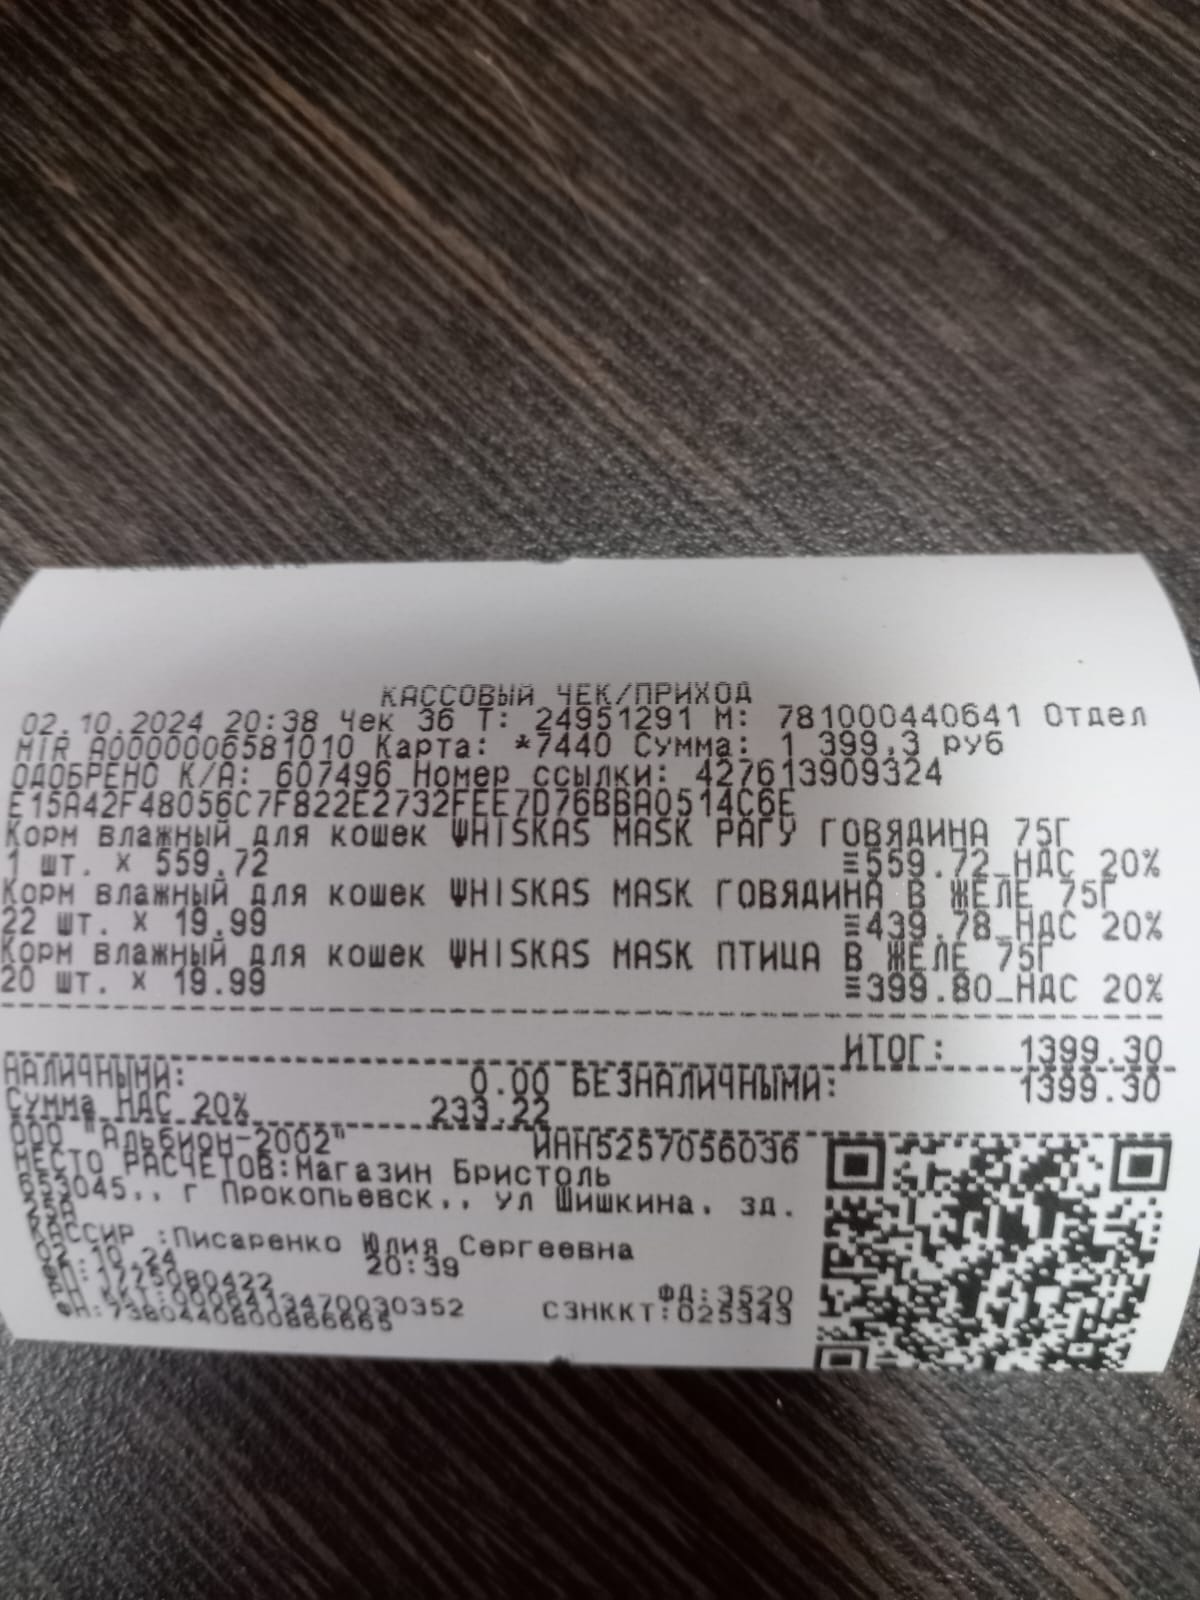 КАССОВЫЙ ЧЕК/ПРИХОД
02.10.2024 20:38 Чек 36 Т: 24951291 М: 781000440641 Отдел
MIR A0000006581010 Карта: *7440 Сумма: 1 399,3 руб
ОДОБРЕНО К/А: 607496 Номер ссылки: 427613909324
E15A42F48056C7F822E2732FEE7D76BBA0514C6E
Корм влажный для кошек WHISKAS MASK РАГУ ГОВЯДИНА 75Г
1 шт. x 559.72 ≡559.72_НДС 20%
Корм влажный для кошек WHISKAS MASK ГОВЯДИНА В ЖЕЛЕ 75Г
22 шт. x 19.99 ≡439.78_НДС 20%
Корм влажный для кошек WHISKAS MASK ПТИЦА В ЖЕЛЕ 75Г
20 шт. x 19.99 ≡399.80_НДС 20%
ИТОГ: 1399.30
НАЛИЧНЫМИ: 0.00 БЕЗНАЛИЧНЫМИ: 1399.30
Сумма НДС 20% 233.22
ООО "Альбион-2002" ИНН5257056036
МЕСТО РАСЧЕТОВ:Магазин Бристоль
653045,, г Прокопьевск,, ул Шишкина, зд.
КАССИР :Писаренко Юлия Сергеевна
02.10.24 20:39
ФД:3520
СЗНККТ:025343
ФН:7380440800866665